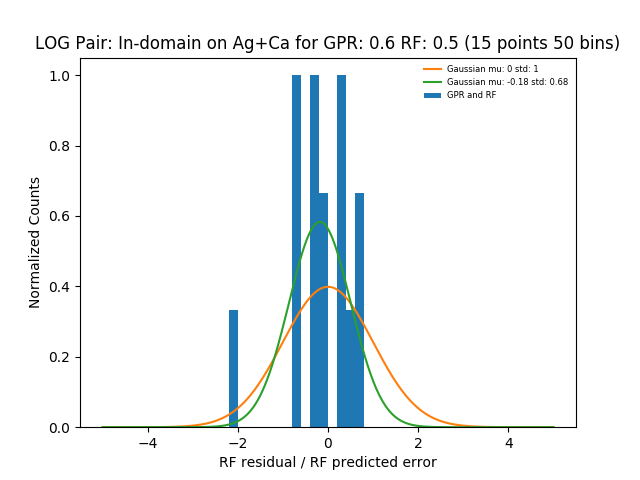 LOG Pair: In-domain on Ag+Ca for GPR: 0.6 RF: 0.5 (15 points 50 bins)
Gaussian mu: 0 std: 1
Gaussian mu: -0.18 std: 0.68
GPR and RF
Normalized Counts
1.0
0.8
0.6
0.4
0.2
0.0
−4 −2 0 2 4
RF residual / RF predicted error